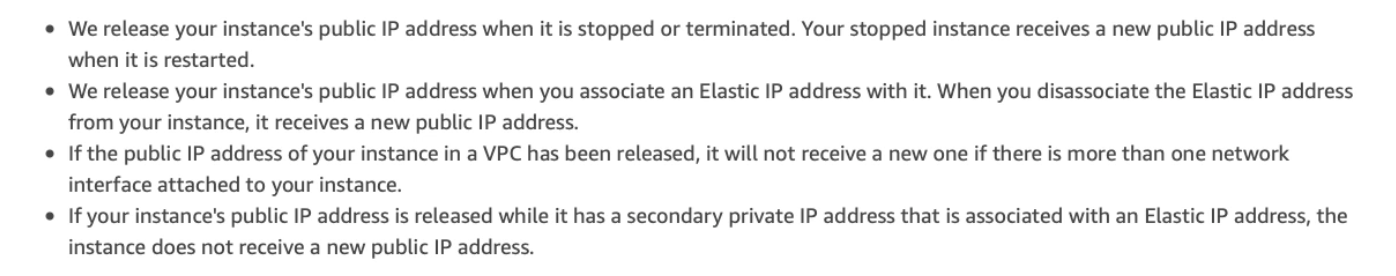 • We release your instance's public IP address when it is stopped or terminated. Your stopped instance receives a new public IP address
when it is restarted.
• We release your instance's public IP address when you associate an Elastic IP address with it. When you disassociate the Elastic IP address
from your instance, it receives a new public IP address.
• If the public IP address of your instance in a VPC has been released, it will not receive a new one if there is more than one network
interface attached to your instance.
• If your instance's public IP address is released while it has a secondary private IP address that is associated with an Elastic IP address, the
instance does not receive a new public IP address.